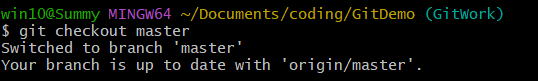 win10@Summy MINGW64 ~/Documents/coding/GitDemo (GitWork)
$ git checkout master
Switched to branch 'master'
Your branch is up to date with 'origin/master'.